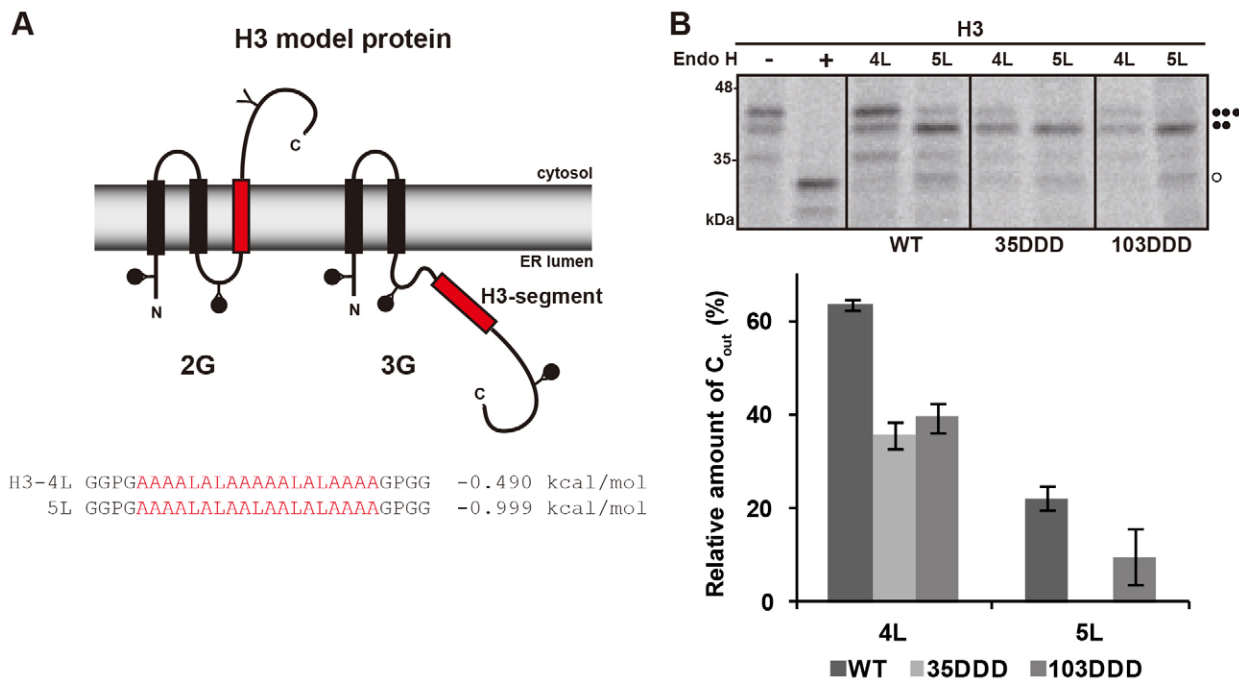 A
H3 model protein
C
cytosol
ER lumen
N
N
H3-segment
2G
3G
C
H3-4L GGPGAAAALALAAAAALALAAAAGPGG -0.490 kcal/mol
5L GGPGAAAALALAALAALALAAAAGPGG -0.999 kcal/mol
B
H3
Endo H - + 4L 5L 4L 5L 4L 5L
48-
35-
kDa
WT 35DDD 103DDD
Relative amount of Cout (%)
60
40
20
0
4L 5L
WT 35DDD 103DDD